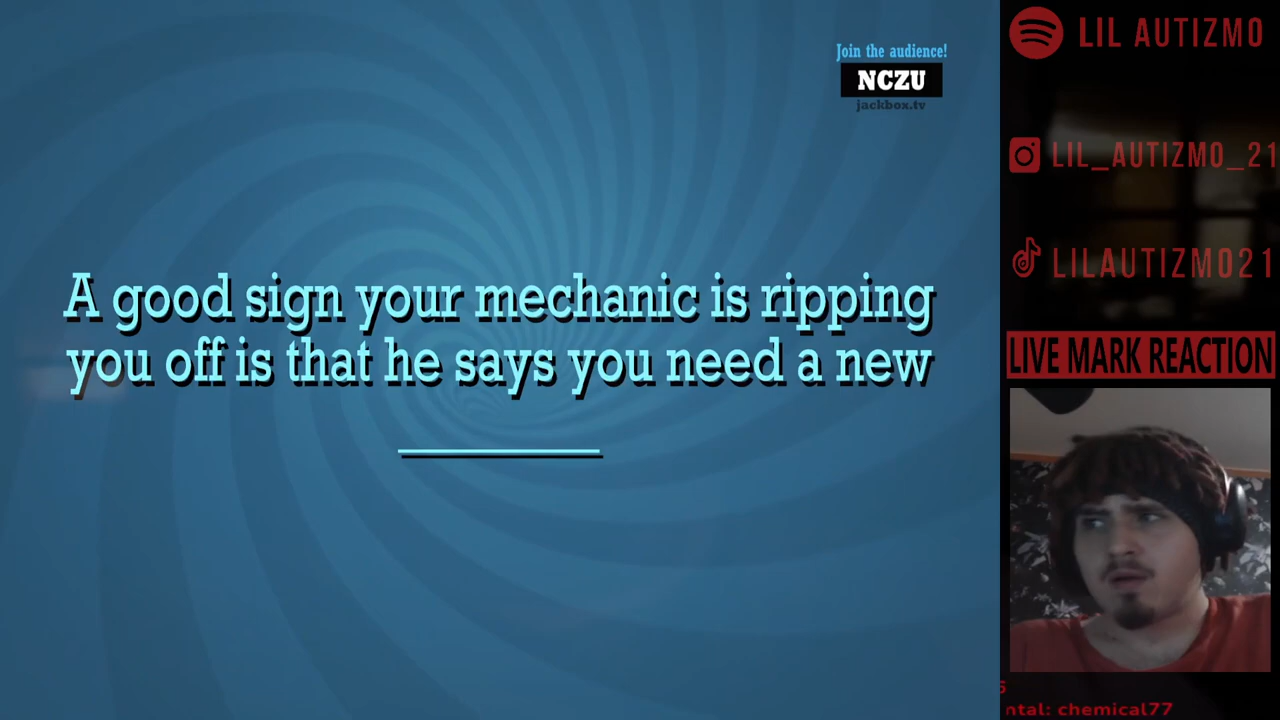 Join the audience!
NCZU
jackbox.tv
A good sign your mechanic is ripping
you off is that he says you need a new
LIL AUTIZMO
LIL_AUTIZMO_21
LILAUTIZMO21
LIVE MARK REACTION
ntal: chemical77